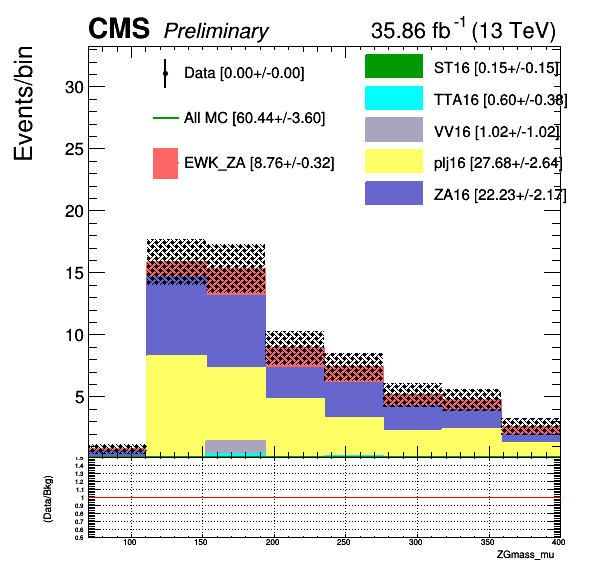 CMS Preliminary 35.86 fb⁻¹ (13 TeV)
Events/bin
Data [0.00+/-0.00]
All MC [60.44+/-3.60]
EWK_ZA [8.76+/-0.32]
ST16 [0.15+/-0.15]
TTA16 [0.60+/-0.38]
VV16 [1.02+/-1.02]
plj16 [27.68+/-2.64]
ZA16 [22.23+/-2.17]
30
25
20
15
10
5
(Data/Bkg)
1.5
1.4
1.3
1.2
1.1
1
0.9
0.8
0.7
0.6
0.5
100 150 200 250 300 350 400
ZGmass_mu